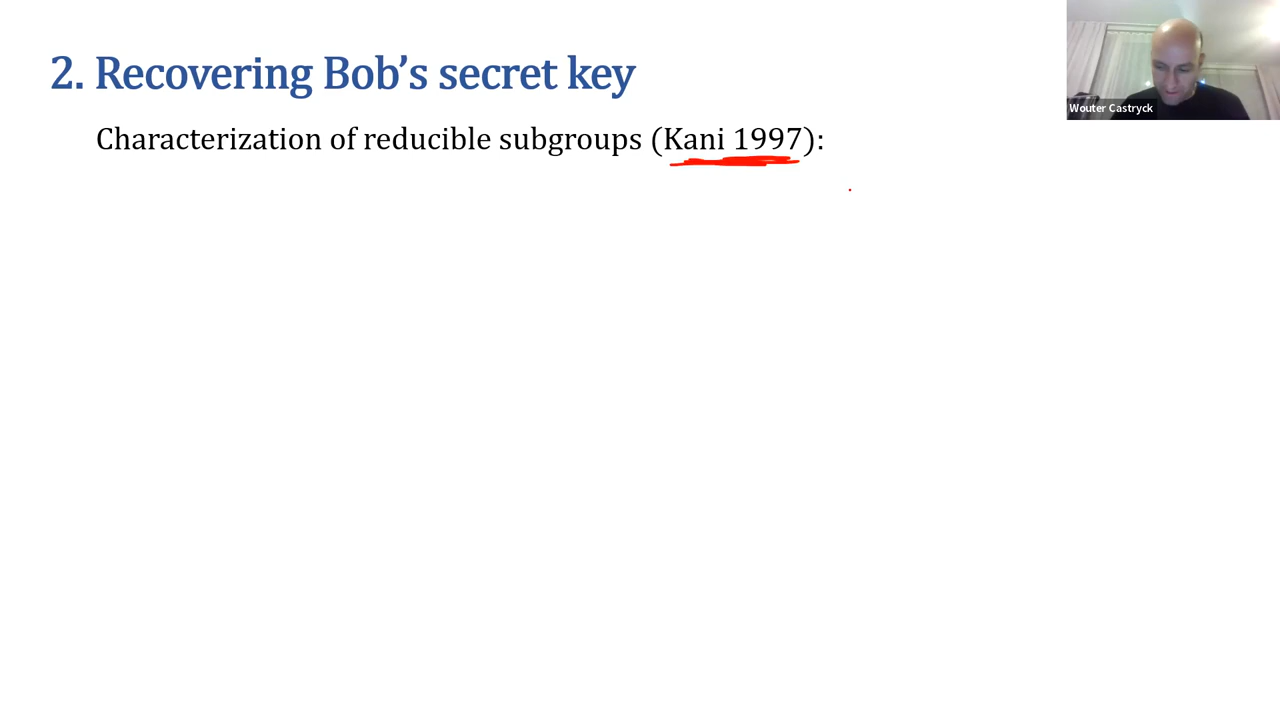 2. Recovering Bob’s secret key
Characterization of reducible subgroups (Kani 1997):
Wouter Castryck